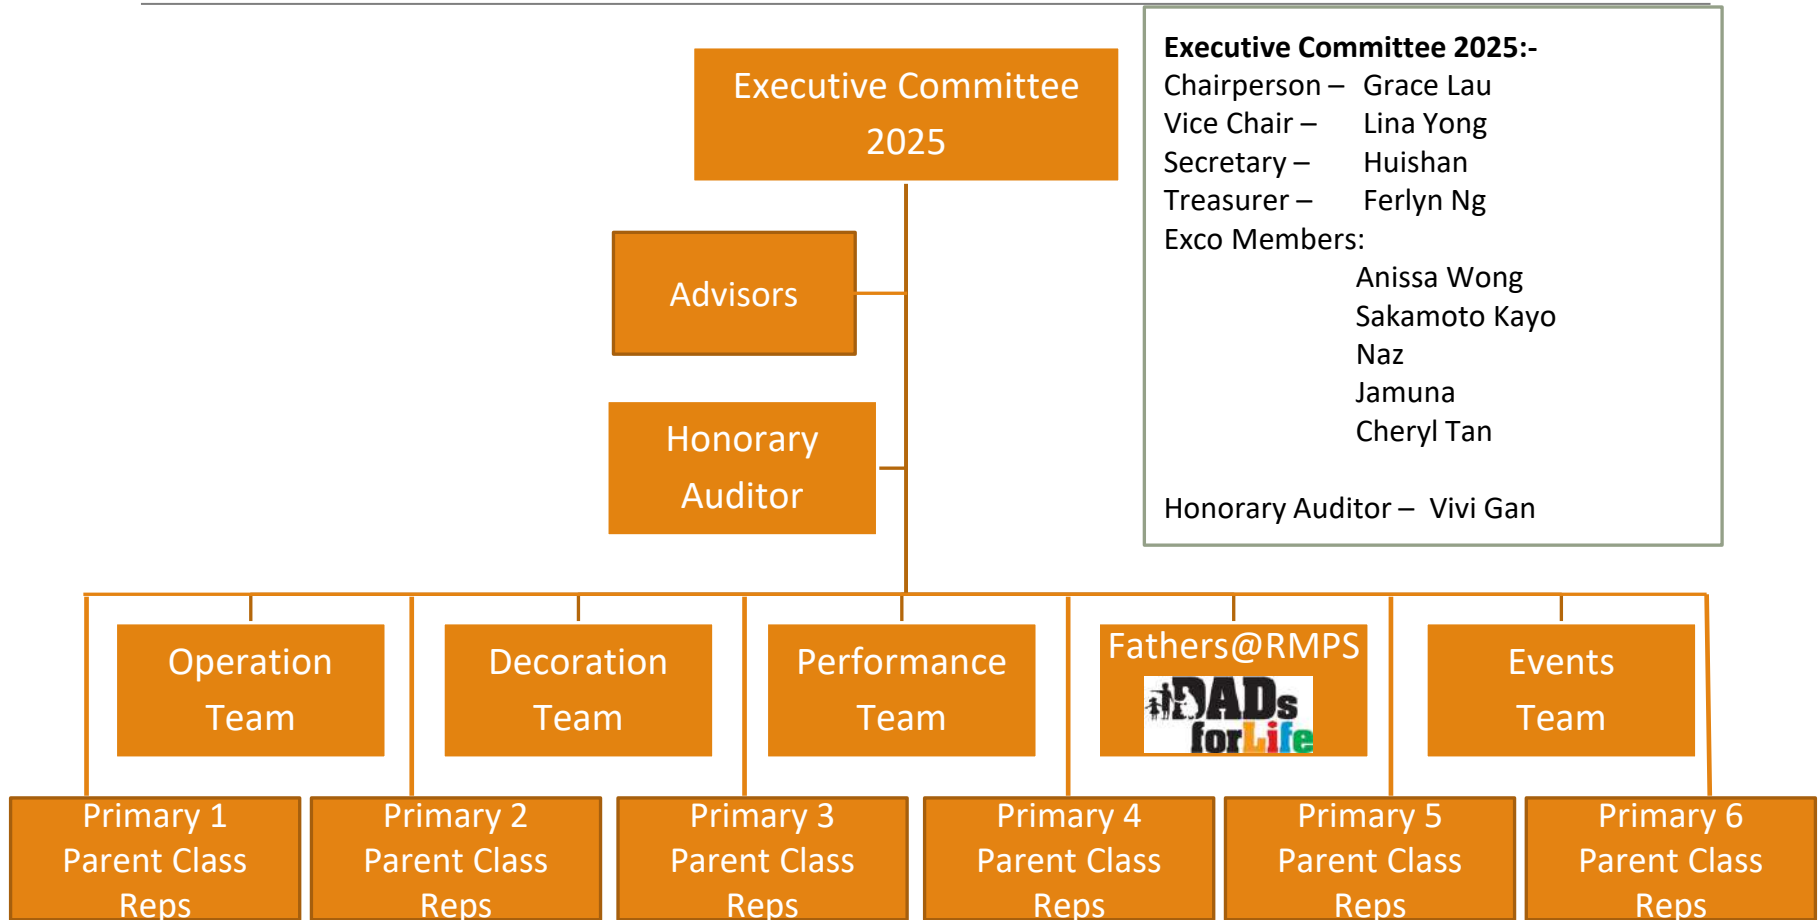 Executive Committee
2025
Executive Committee 2025:-
Chairperson – Grace Lau
Vice Chair – Lina Yong
Secretary – Huishan
Treasurer – Ferlyn Ng
Exco Members:
Anissa Wong
Sakamoto Kayo
Naz
Jamuna
Cheryl Tan
Honorary Auditor – Vivi Gan
Advisors
Honorary
Auditor
Operation
Team
Decoration
Team
Performance
Team
Fathers@RMPS
DADs
forLife
Events
Team
Primary 1
Parent Class
Reps
Primary 2
Parent Class
Reps
Primary 3
Parent Class
Reps
Primary 4
Parent Class
Reps
Primary 5
Parent Class
Reps
Primary 6
Parent Class
Reps